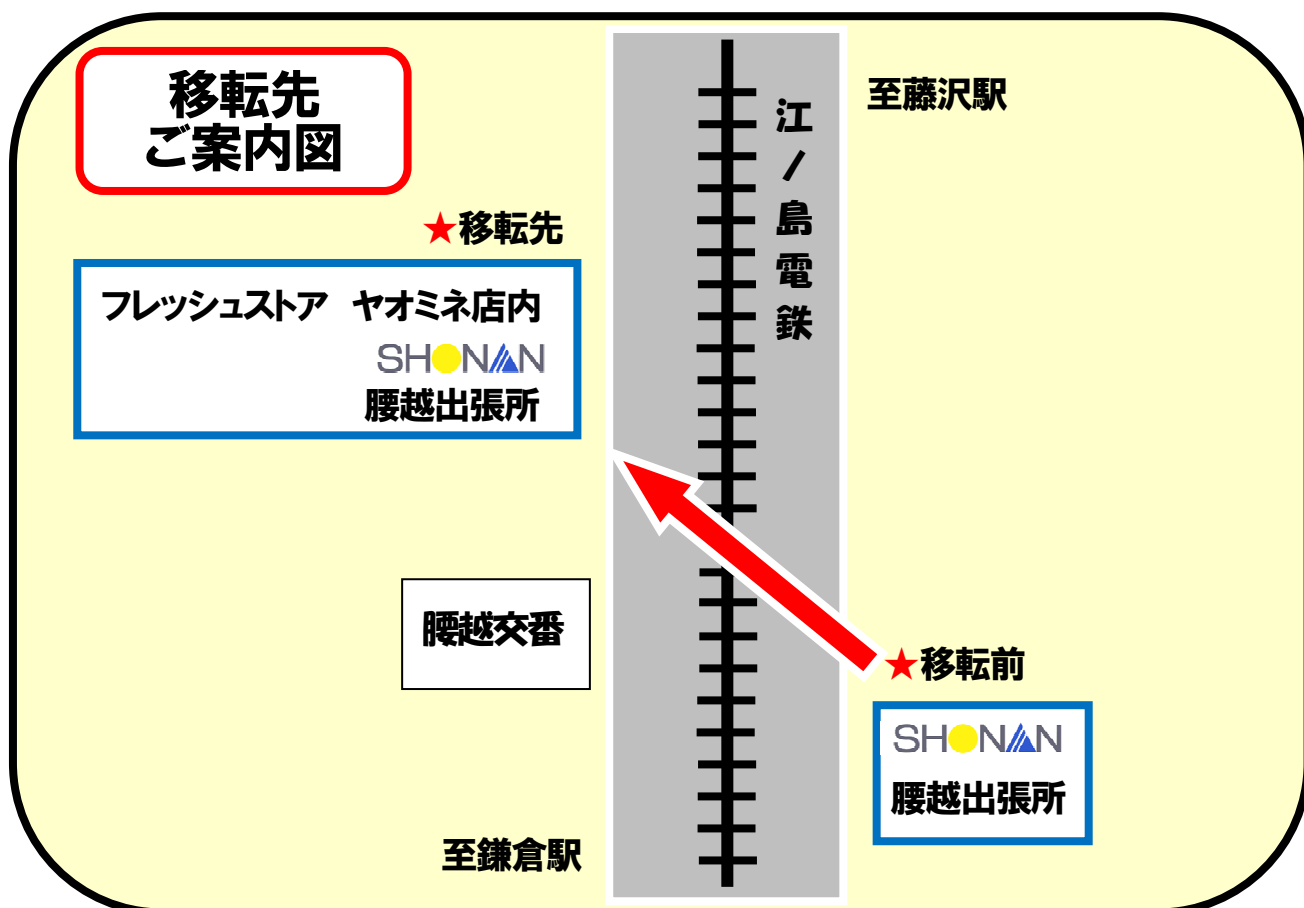 移転先
ご案内図
至藤沢駅
江ノ島電鉄
★移転先
フレッシュストア ヤオミネ店内
SHONAN
腰越出張所
腰越交番
★移転前
SHONAN
腰越出張所
至鎌倉駅